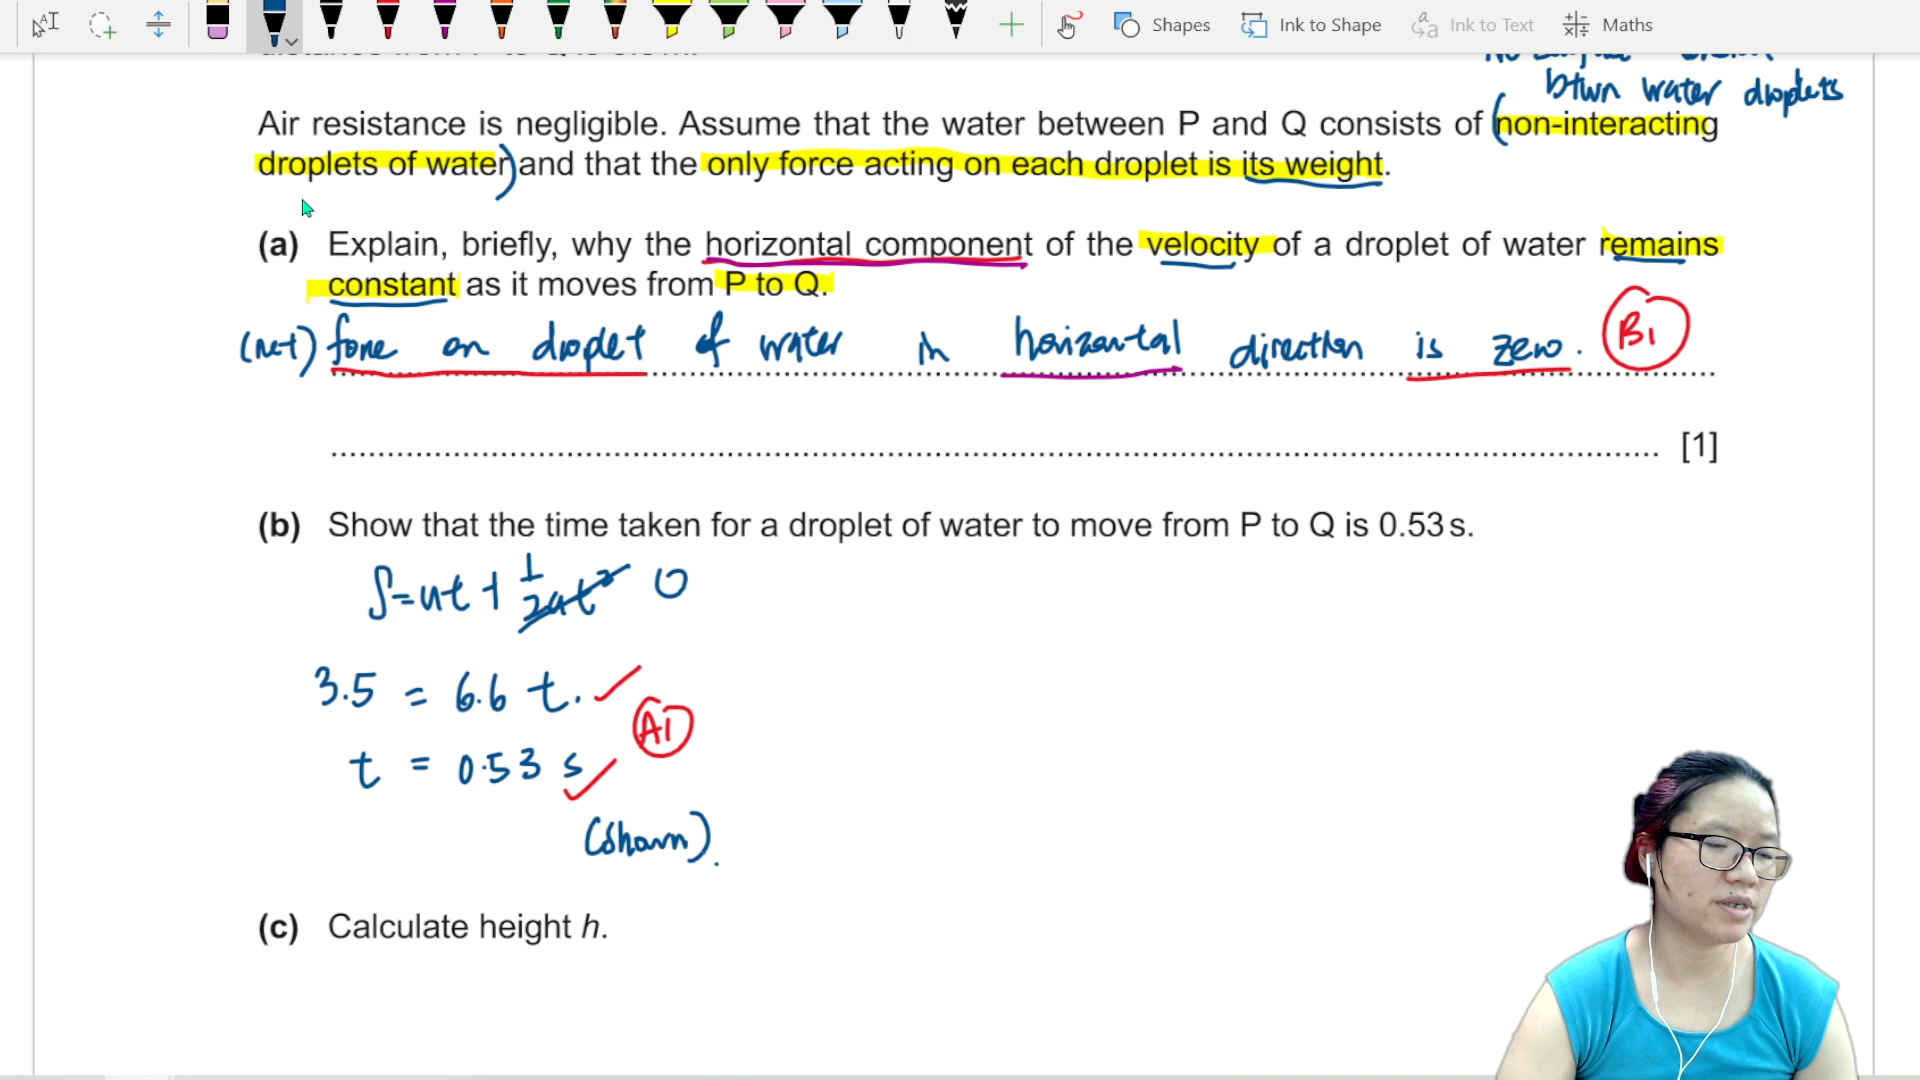 Shapes Ink to Shape Ink to Text Maths
btwn water droplets
Air resistance is negligible. Assume that the water between P and Q consists of (non-interacting
droplets of water) and that the only force acting on each droplet is its weight.
(a) Explain, briefly, why the horizontal component of the velocity of a droplet of water remains
constant as it moves from P to Q.
(net) force on droplet of water in horizontal direction is zero. B1
[1]
(b) Show that the time taken for a droplet of water to move from P to Q is 0.53 s.
S=ut + 1/2at² 0
3.5 = 6.6 t.
A1
t = 0.53 s
(shown).
(c) Calculate height h.